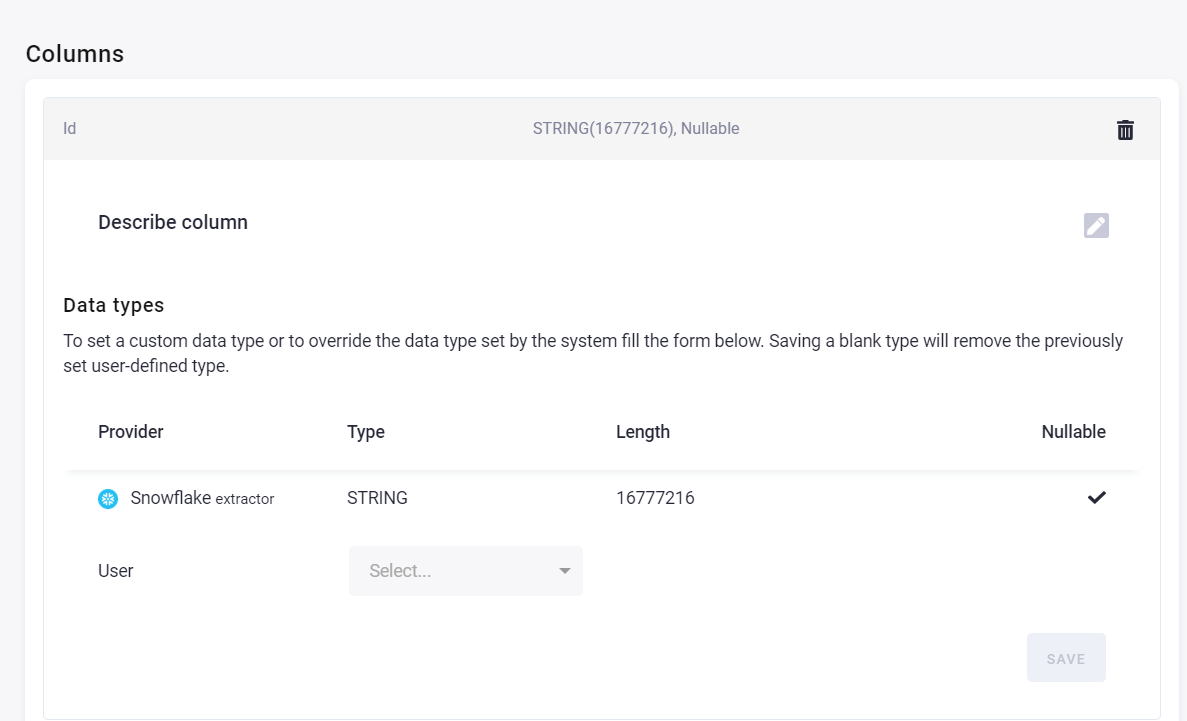 Columns
Id STRING(16777216), Nullable
Describe column
Data types
To set a custom data type or to override the data type set by the system fill the form below. Saving a blank type will remove the previously
set user-defined type.
Provider Type Length Nullable
Snowflake extractor STRING 16777216
User Select...
SAVE